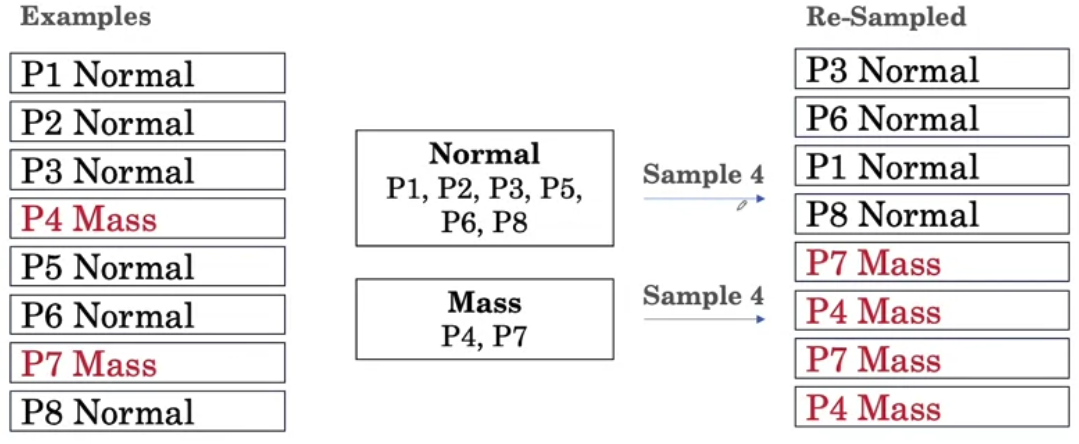 Examples
P1 Normal
P2 Normal
P3 Normal
P4 Mass
P5 Normal
P6 Normal
P7 Mass
P8 Normal
Normal
P1, P2, P3, P5,
P6, P8
Mass
P4, P7
Sample 4
Sample 4
Re-Sampled
P3 Normal
P6 Normal
P1 Normal
P8 Normal
P7 Mass
P4 Mass
P7 Mass
P4 Mass